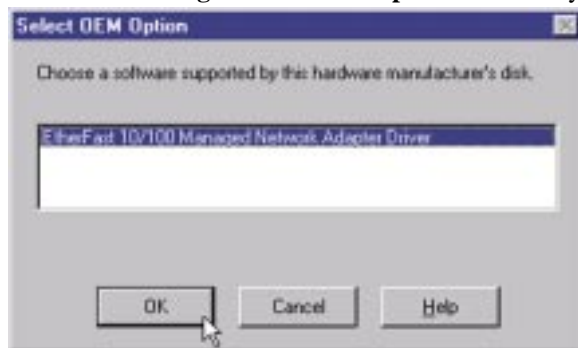 Select OEM Option
Choose a software supported by this hardware manufacturer's disk.
EtherFast 10/100 Managed Network Adapter Driver
OK
Cancel
Help